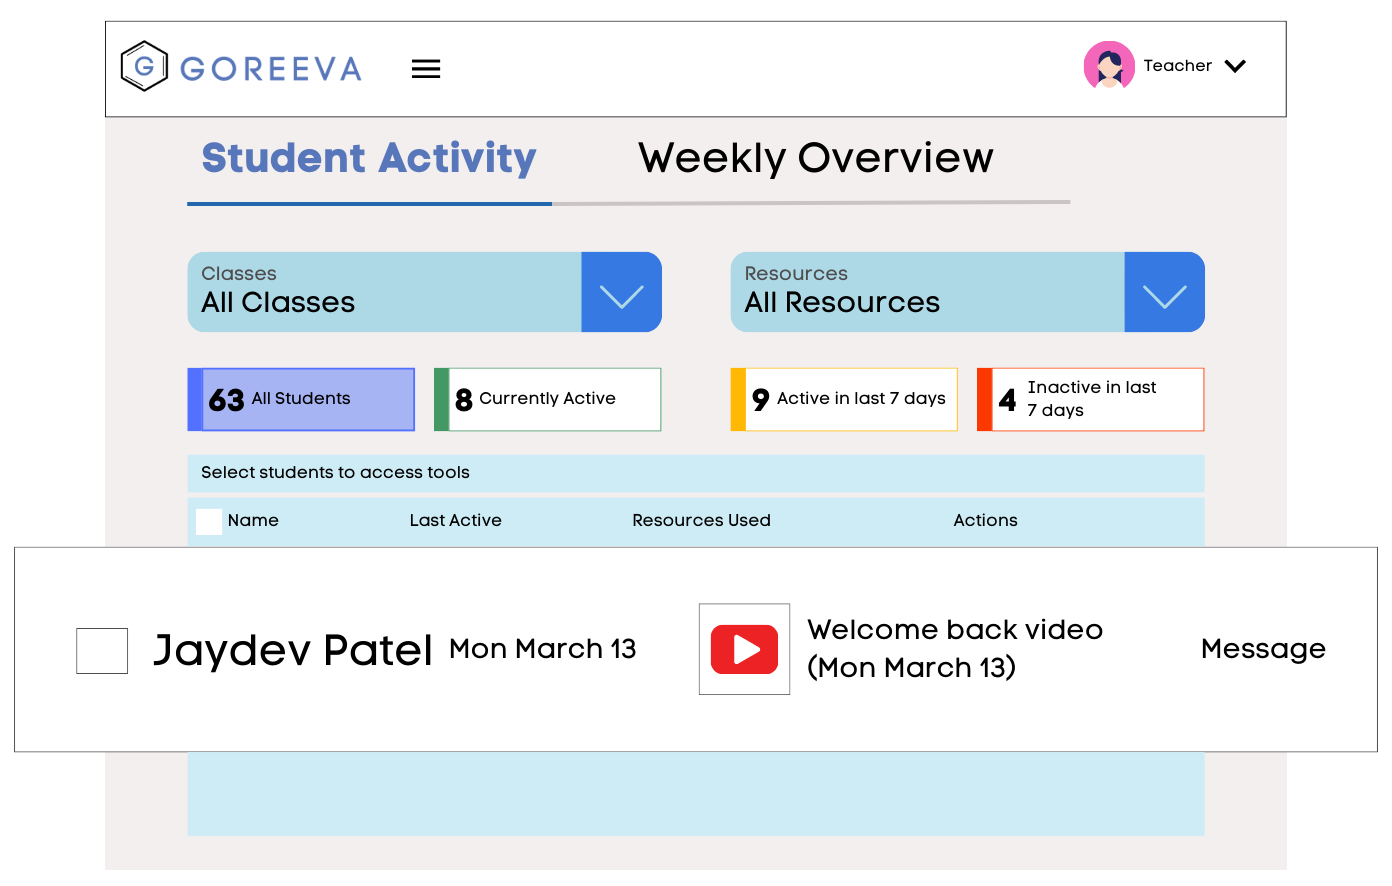 G GOREEVA
Teacher
Student Activity
Weekly Overview
Classes
All Classes
Resources
All Resources
63 All Students
8 Currently Active
9 Active in last 7 days
4 Inactive in last
7 days
Select students to access tools
Name
Last Active
Resources Used
Actions
Jaydev Patel
Mon March 13
Welcome back video
(Mon March 13)
Message